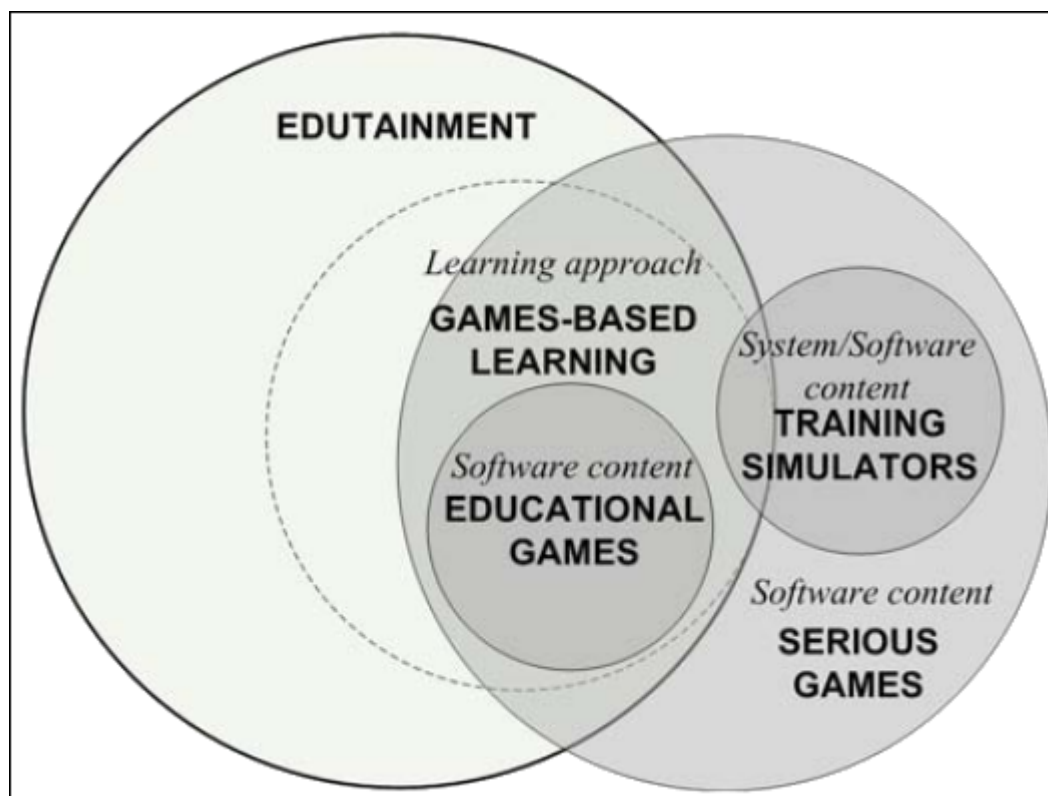 EDUTAINMENT
Learning approach
GAMES-BASED
LEARNING
Software content
EDUCATIONAL
GAMES
System/Software
content
TRAINING
SIMULATORS
Software content
SERIOUS
GAMES